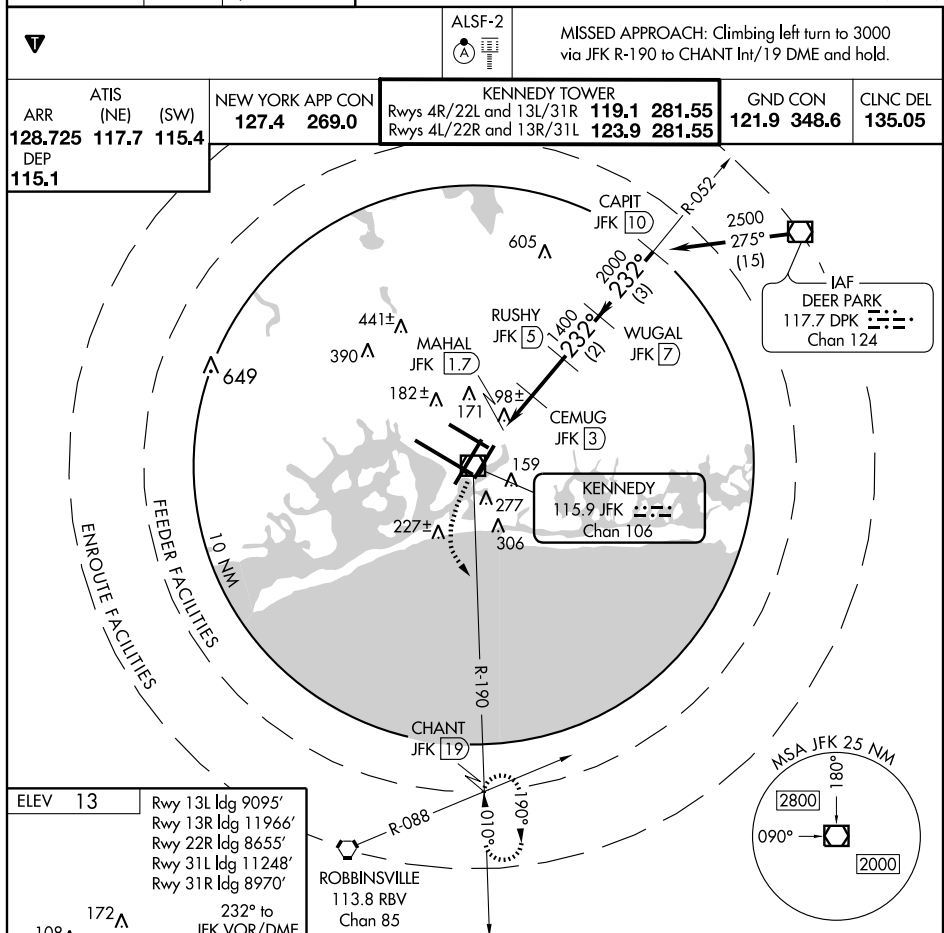 ALSF-2
A
T
MISSED APPROACH: Climbing left turn to 3000
via JFK R-190 to CHANT Int/19 DME and hold.
ATIS
ARR (NE) (SW)
128.725 117.7 115.4
DEP
115.1
NEW YORK APP CON
127.4 269.0
KENNEDY TOWER
Rwys 4R/22L and 13L/31R 119.1 281.55
Rwys 4L/22R and 13R/31L 123.9 281.55
GND CON
121.9 348.6
CLNC DEL
135.05
R-052
CAPIT
JFK 10
2500
275°
(15)
605
2000
232°
(3)
IAF
DEER PARK
117.7 DPK
Chan 124
RUSHY
JFK 5
1400
232°
(2)
WUGAL
JFK 7
441±
390
MAHAL
JFK 1.7
649
182±
171
98±
CEMUG
JFK 3
159
KENNEDY
115.9 JFK
Chan 106
277
227±
306
ENROUTE FACILITIES
FEEDER FACILITIES
10 NM
R-190
CHANT
JFK 19
MSA JFK 25 NM
180°
2800
090°
2000
R-088
010°
190°
ROBBINSVILLE
113.8 RBV
Chan 85
ELEV 13
Rwy 13L ldg 9095’
Rwy 13R ldg 11966’
Rwy 22R ldg 8655’
Rwy 31L ldg 11248’
Rwy 31R ldg 8970’
172
232° to
JFK VOR/DME